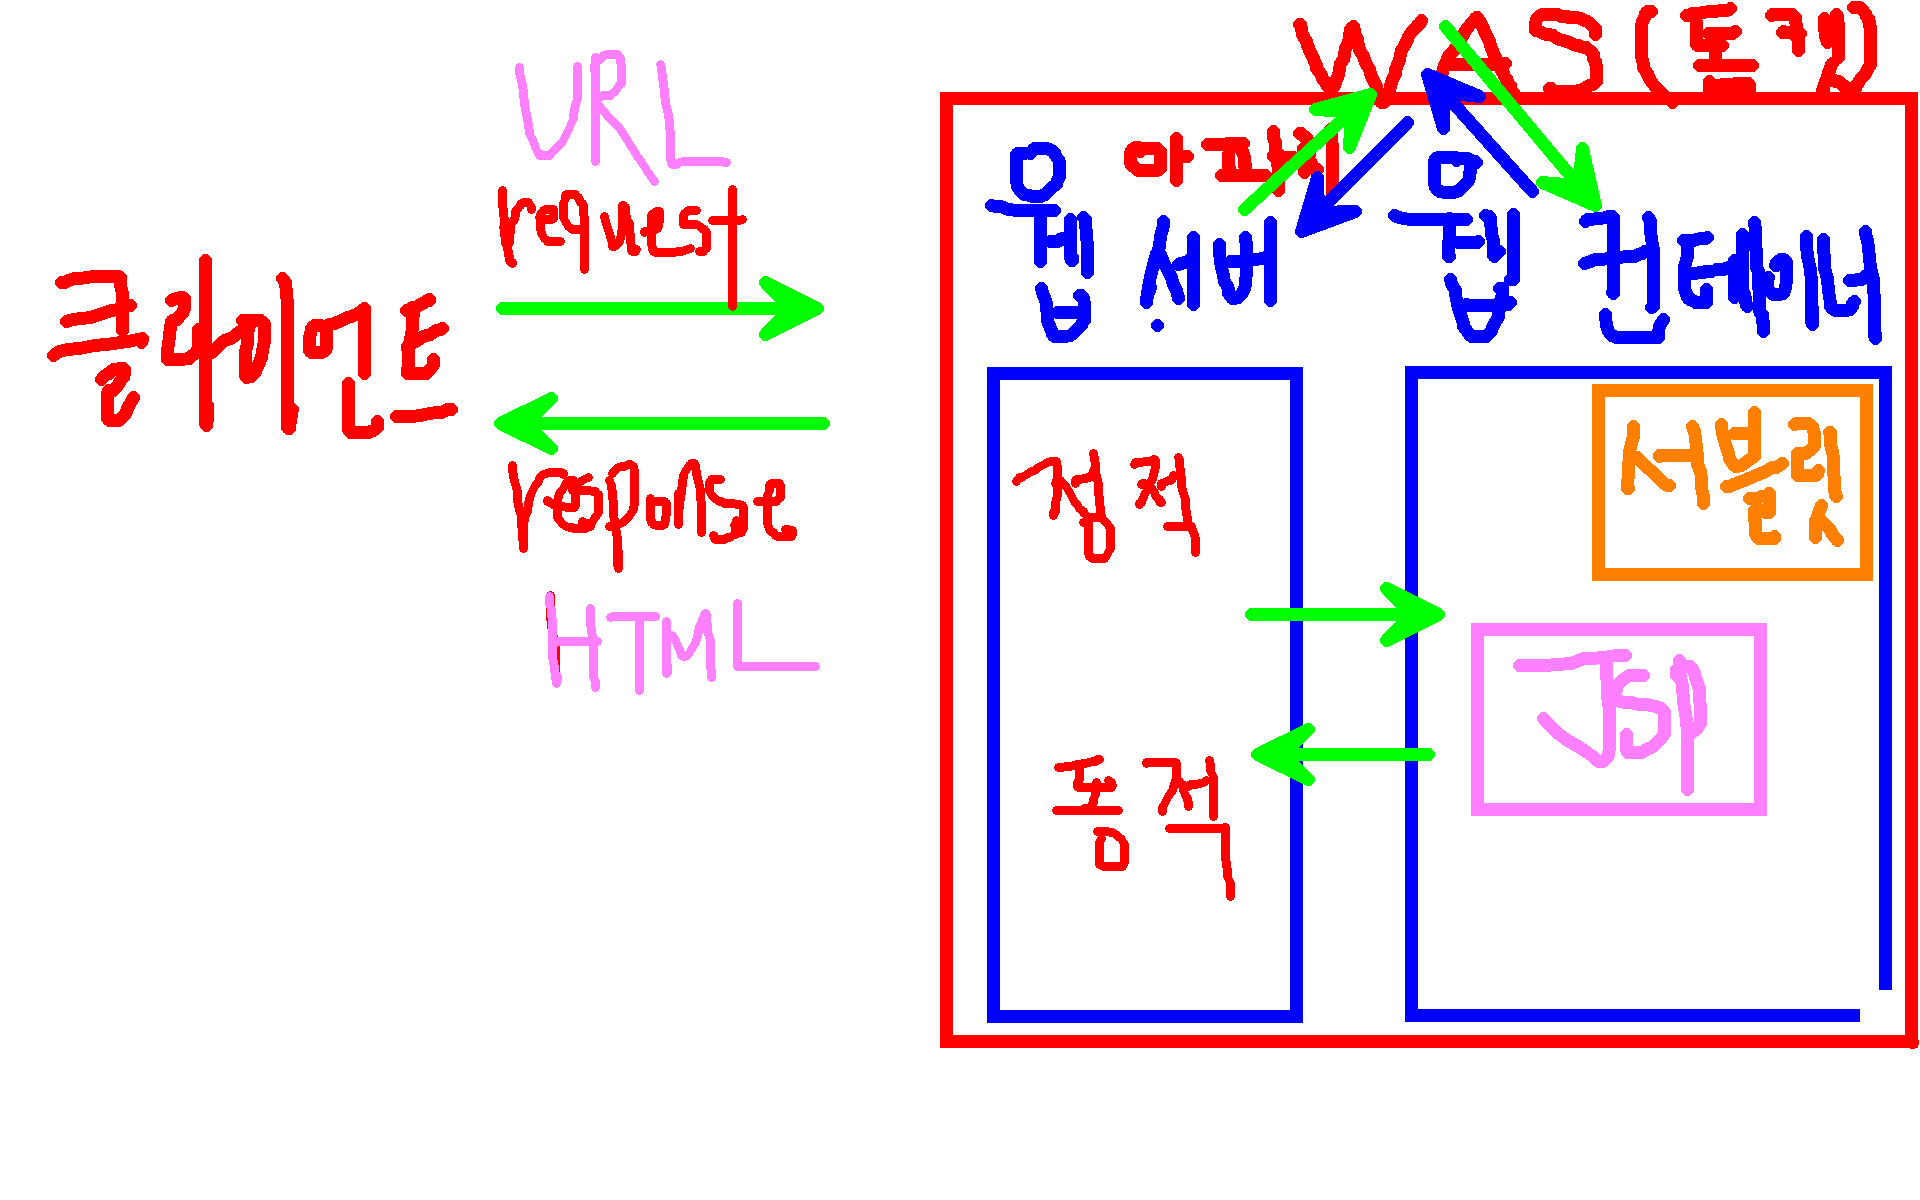 WAS(톰캣)
URL
request
클라이언트
response
HTML
아파치
웹 서버
웹 컨테이너
정적
동적
서블릿
JSP